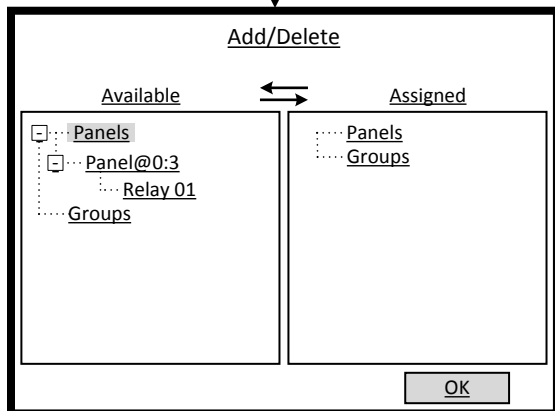 Add/Delete
Available
Assigned
Panels
Panel@0:3
Relay 01
Groups
Panels
Groups
OK